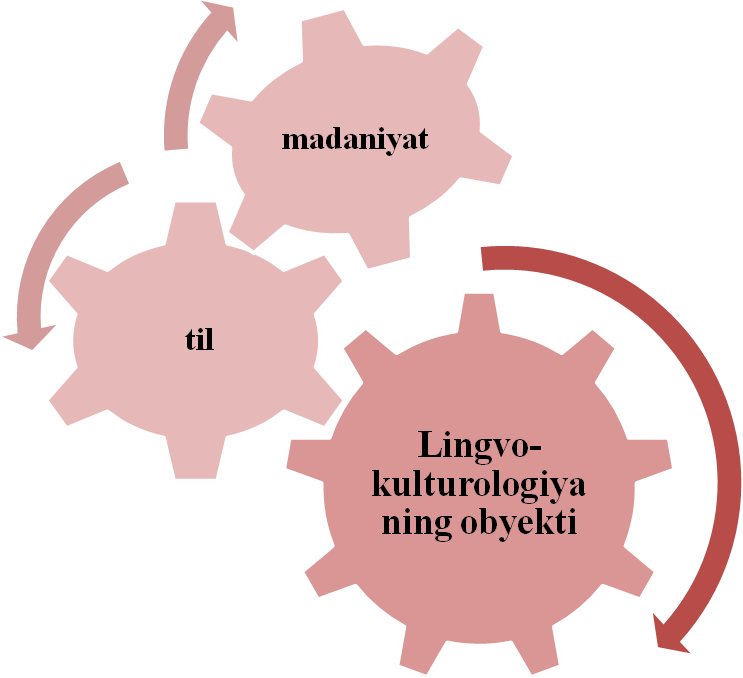 madaniyat
til
Lingvo-
kulturologiya
ning obyekti